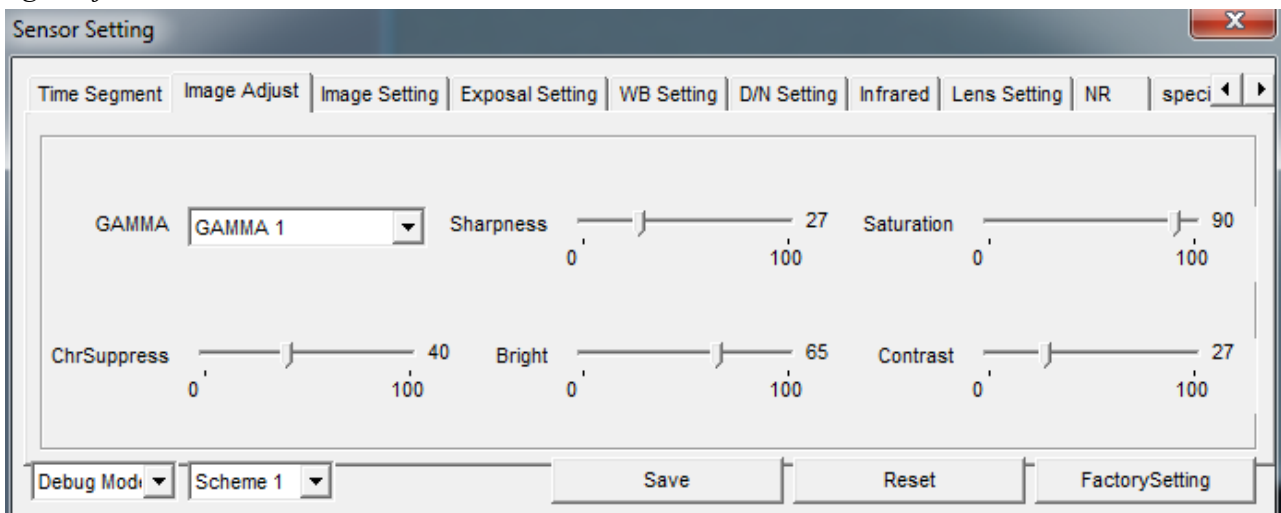 Sensor Setting
Time Segment Image Adjust Image Setting Exposal Setting WB Setting D/N Setting Infrared Lens Setting NR speci
GAMMA GAMMA 1 Sharpness 27 Saturation 90
0 100 0 100
ChrSuppress 40 Bright 65 Contrast 27
0 100 0 100 0 100
Debug Mod Scheme 1 Save Reset FactorySetting